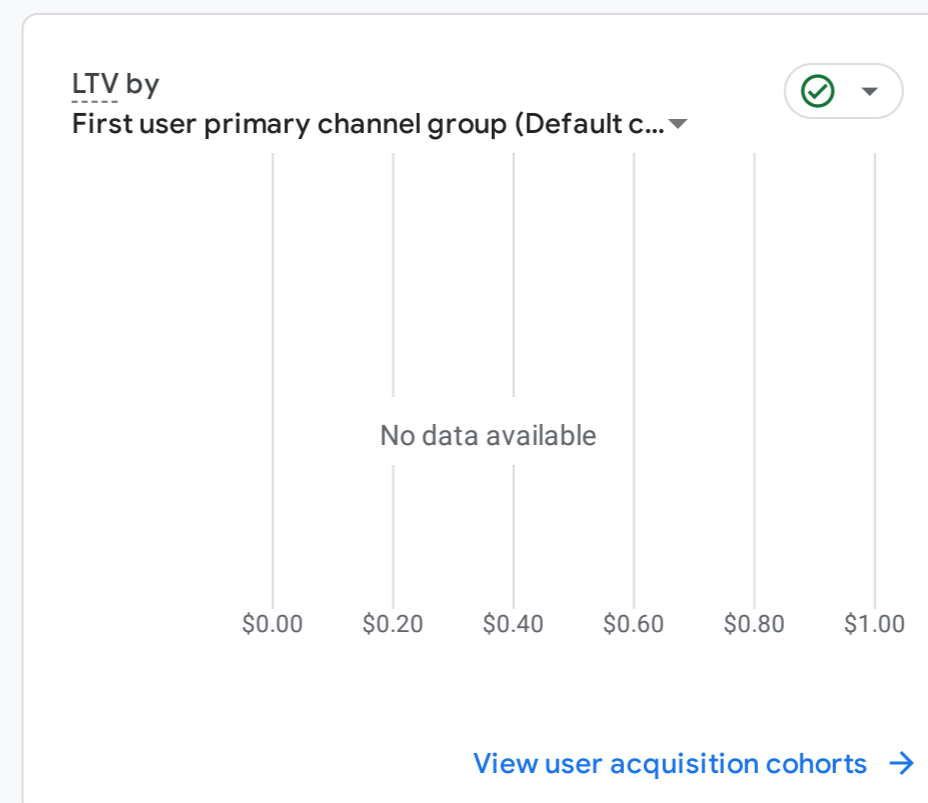 LTV by
First user primary channel group (Default c...
No data available
$0.00 $0.20 $0.40 $0.60 $0.80 $1.00
View user acquisition cohorts